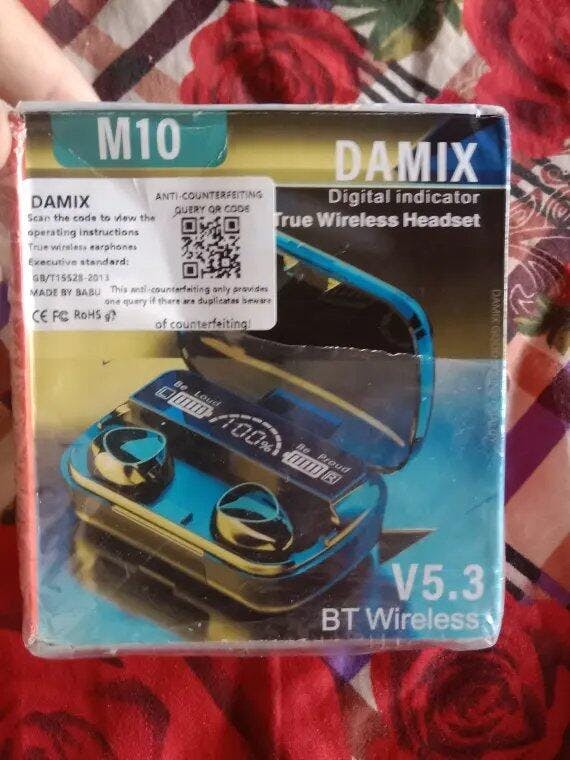 M10
DAMIX
Digital indicator
True Wireless Headset
DAMIX
Scan the code to view the
operating instructions
True wireless earphones
Executive standard:
GB/T15528-2013
MADE BY BABU
CE FC RoHS
ANTI-COUNTERFEITING
QUERY QR CODE
This anti-counterfeiting only provides
one query if there are duplicates beware
of counterfeiting!
Be Loud
L
100%
Be Proud
R
V5.3
BT Wireless